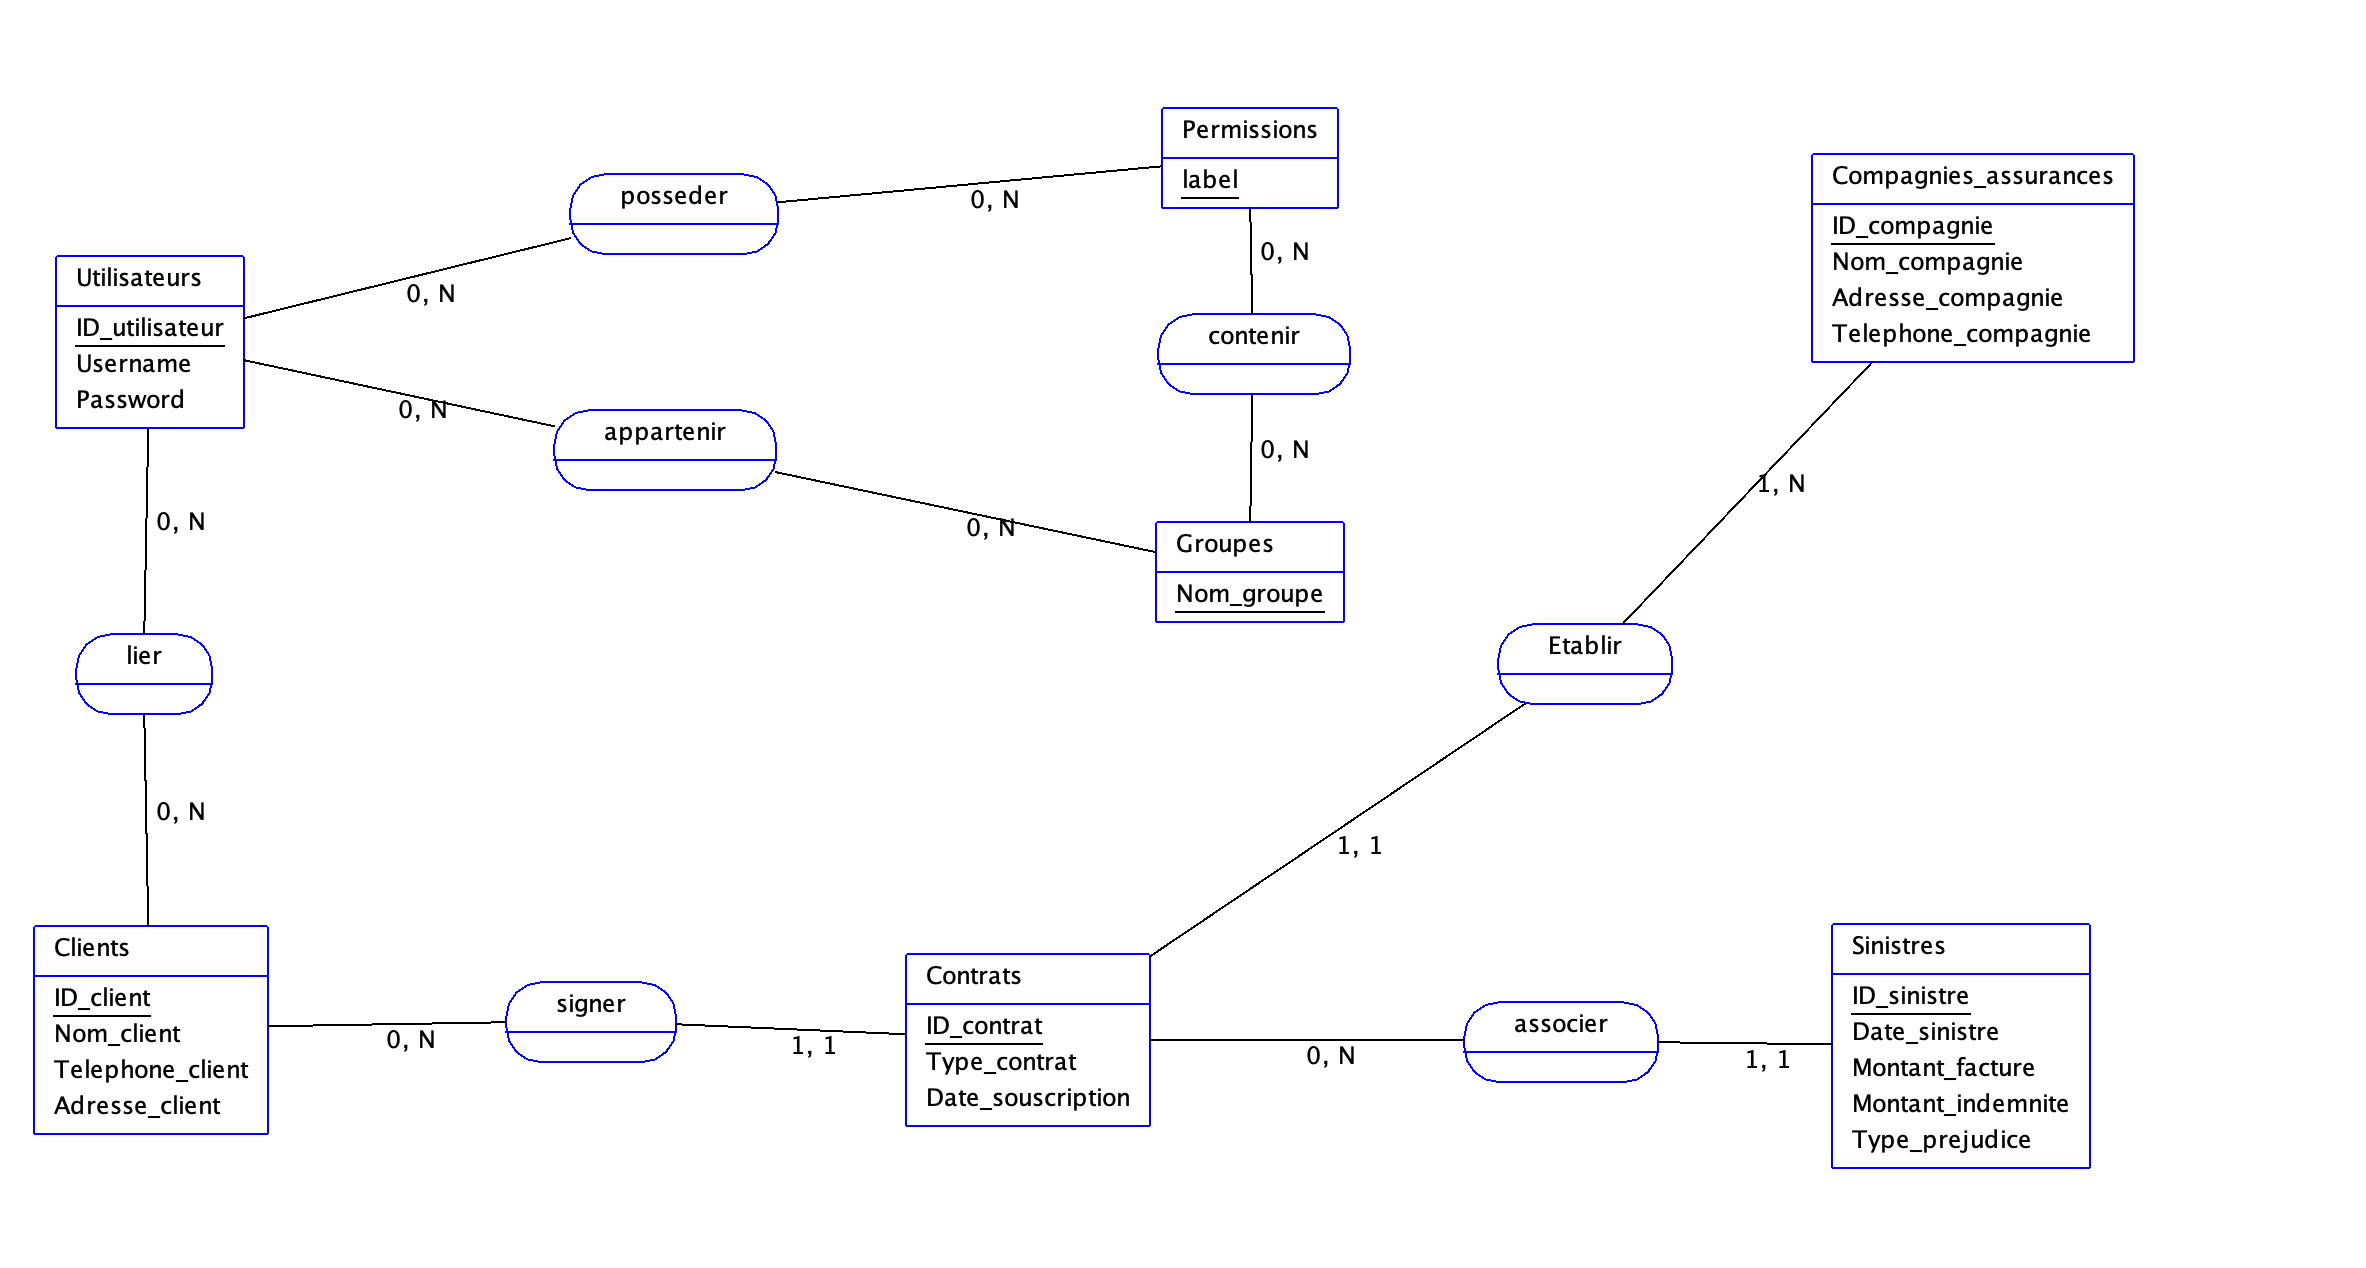 Permissions
label
posseder
0, N
0, N
Compagnies_assurances
ID_compagnie
Nom_compagnie
Adresse_compagnie
Telephone_compagnie
Utilisateurs
ID_utilisateur
Username
Password
0, N
contenir
0, N
appartenir
0, N
0, N
Groupes
Nom_groupe
1, N
0, N
lier
0, N
Etablir
1, 1
Clients
ID_client
Nom_client
Telephone_client
Adresse_client
0, N
signer
1, 1
Contrats
ID_contrat
Type_contrat
Date_souscription
0, N
associer
1, 1
Sinistres
ID_sinistre
Date_sinistre
Montant_facture
Montant_indemnite
Type_prejudice